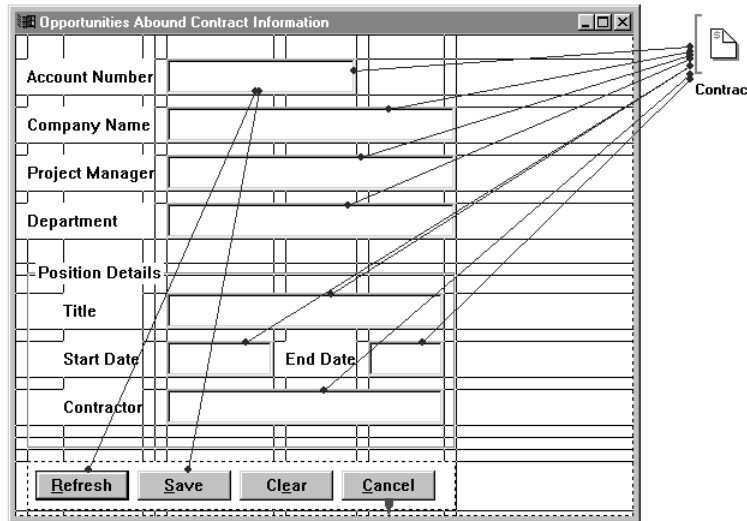 Opportunities Abound Contract Information
Account Number
Contrac
Company Name
Project Manager
Department
Position Details
Title
Start Date End Date
Contractor
Refresh Save Clear Cancel